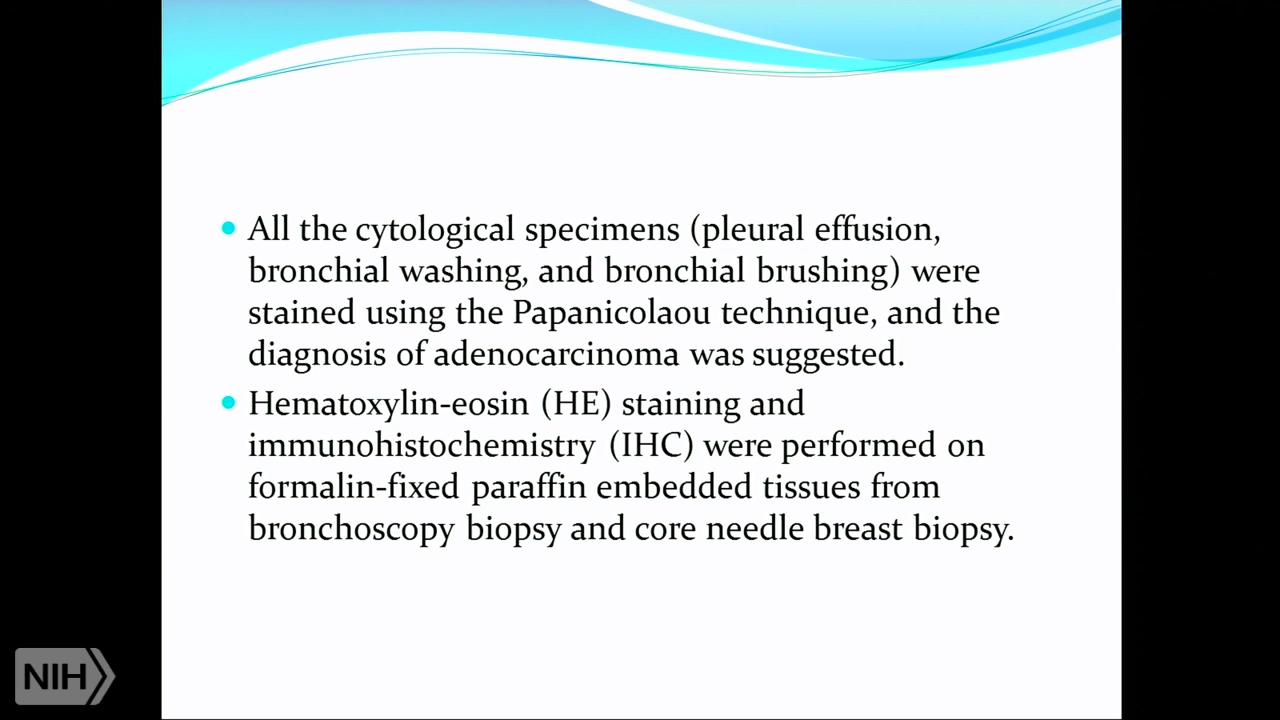 All the cytological specimens (pleural effusion,
bronchial washing, and bronchial brushing) were
stained using the Papanicolaou technique, and the
diagnosis of adenocarcinoma was suggested.
Hematoxylin-eosin (HE) staining and
immunohistochemistry (IHC) were performed on
formalin-fixed paraffin embedded tissues from
bronchoscopy biopsy and core needle breast biopsy.
NIH